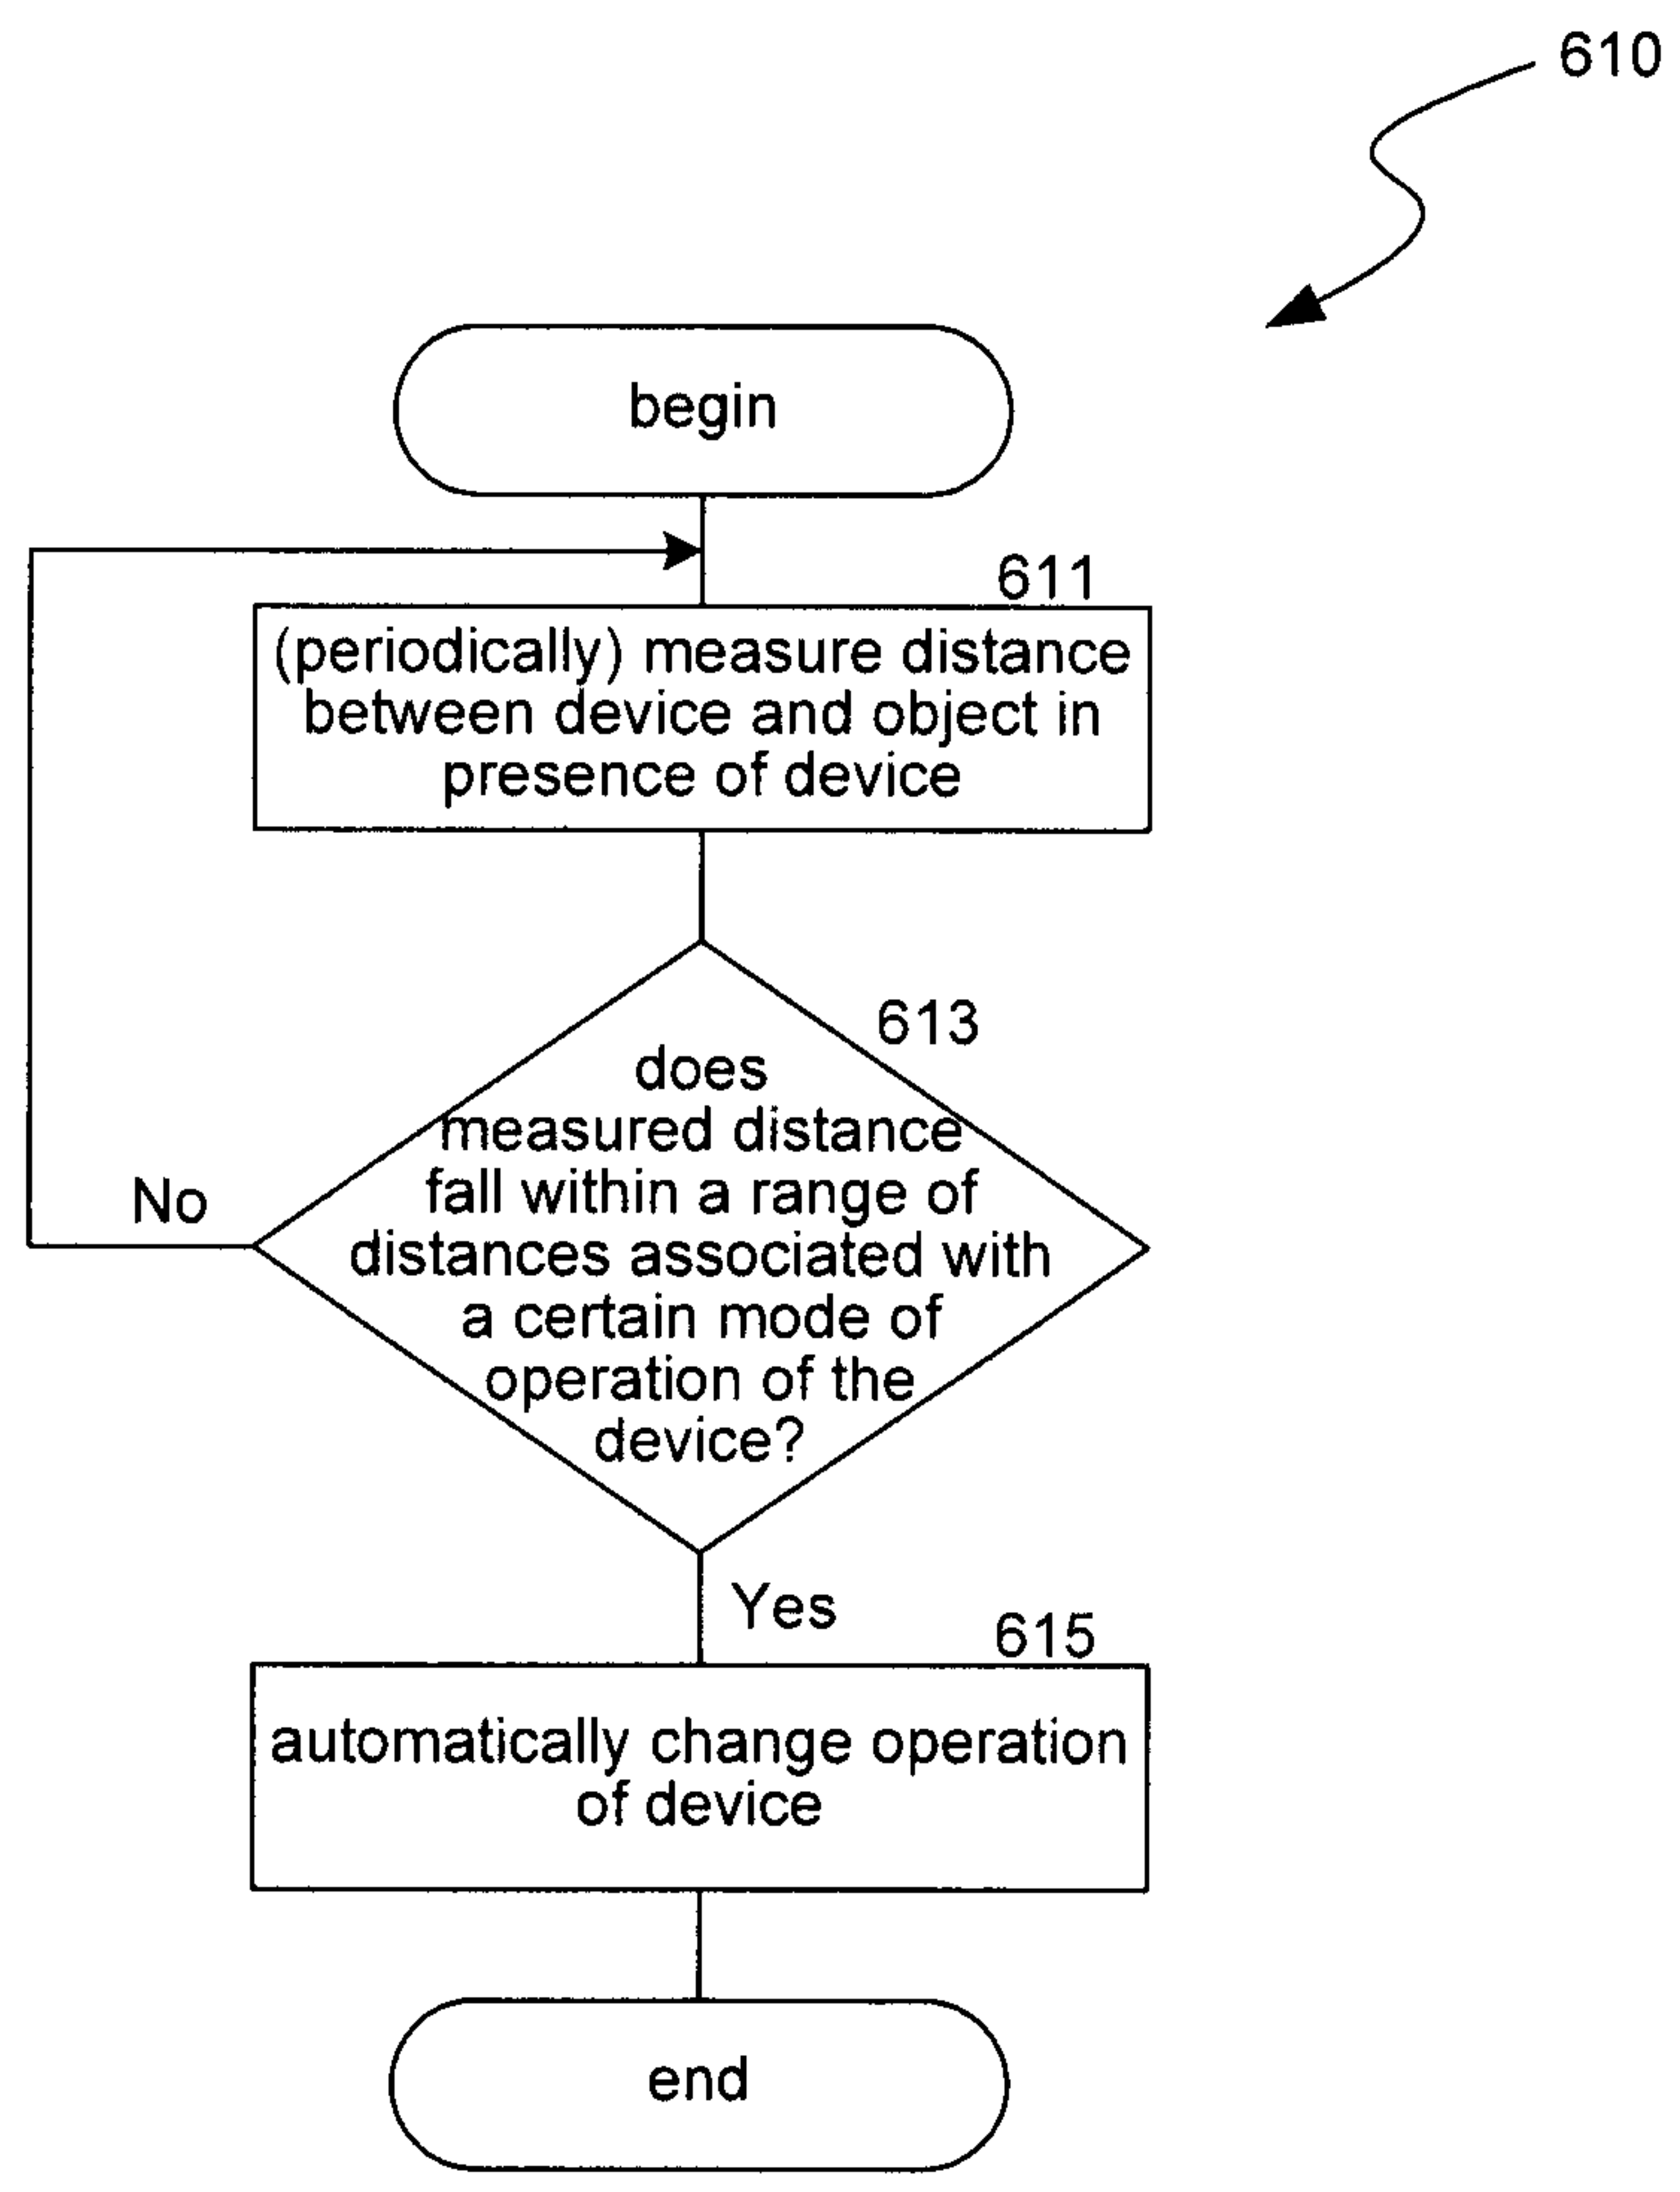 610
begin
611
(periodically) measure distance
between device and object in
presence of device
613
does
measured distance
fall within a range of
distances associated with
a certain mode of
operation of the
device?
No
Yes
615
automatically change operation
of device
end